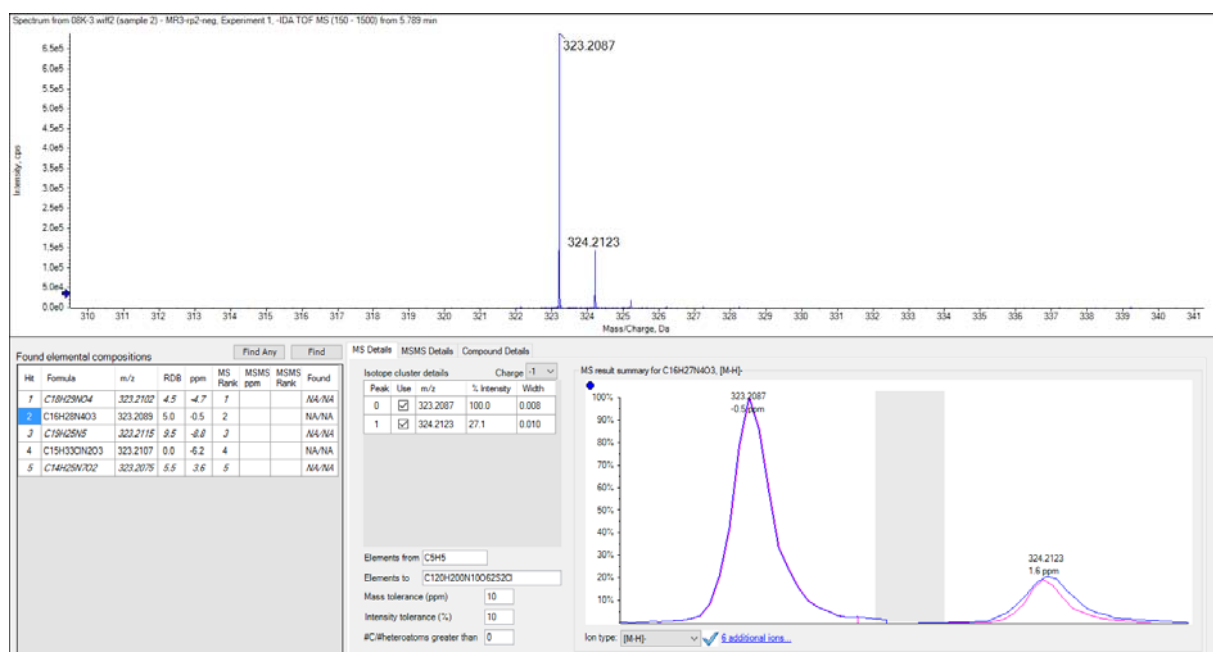 Spectrum from 08K-3.wiff2 (sample 2) - MR3-rp2-neg, Experiment 1, -IDA TOF MS (150 - 1500) from 5.789 min
Intensity, cps
6.5e5
6.0e5
5.5e5
5.0e5
4.5e5
4.0e5
3.5e5
3.0e5
2.5e5
2.0e5
1.5e5
1.0e5
5.0e4
0.0e0
323.2087
324.2123
310 311 312 313 314 315 316 317 318 319 320 321 322 323 324 325 326 327 328 329 330 331 332 333 334 335 336 337 338 339 340 341
Mass/Charge, Da
Found elemental compositions Find Any Find
Hit Formula m/z RDB ppm MS Rank MSMS ppm MSMS Rank Found
1 C18H29NO4 323.2102 4.5 -4.7 1 NA/NA
2 C16H28N4O3 323.2089 5.0 -0.5 2 NA/NA
3 C19H25N5 323.2115 9.5 -8.8 3 NA/NA
4 C15H33ClN2O3 323.2107 0.0 -6.2 4 NA/NA
5 C14H25N7O2 323.2075 5.5 3.6 5 NA/NA
MS Details MSMS Details Compound Details
Isotope cluster details Charge -1
Peak Use m/z % Intensity Width
0 323.2087 100.0 0.008
1 324.2123 27.1 0.010
Elements from C5H5
Elements to C120H200N10O62S2Cl
Mass tolerance (ppm) 10
Intensity tolerance (%) 10
#C/#heteroatoms greater than 0
MS result summary for C16H27N4O3, [M-H]-
100%
90%
80%
70%
60%
50%
40%
30%
20%
10%
323.2087
-0.5 ppm
324.2123
1.6 ppm
Ion type: [M-H]- 6 additional ions...